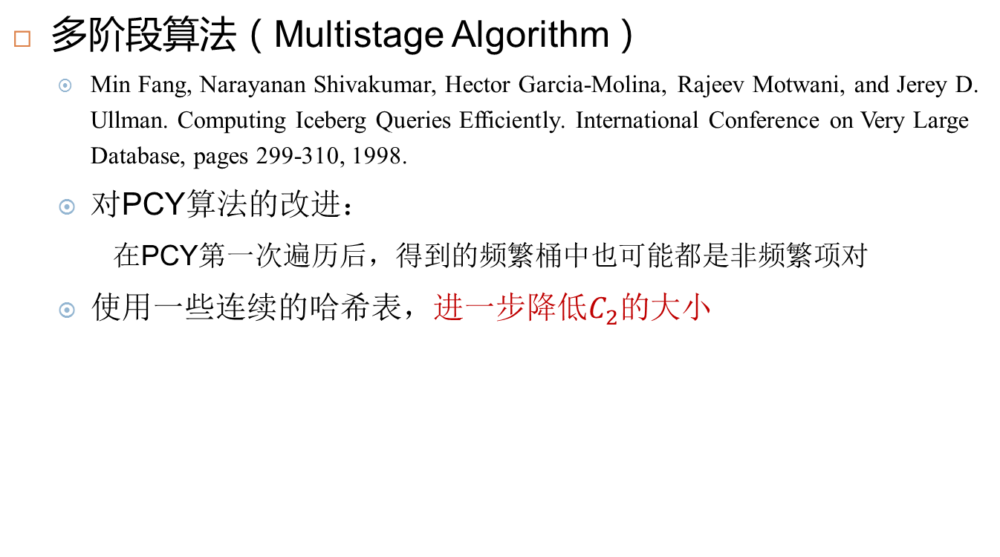 多阶段算法（Multistage Algorithm）
Min Fang, Narayanan Shivakumar, Hector Garcia-Molina, Rajeev Motwani, and Jerey D.
Ullman. Computing Iceberg Queries Efficiently. International Conference on Very Large
Database, pages 299-310, 1998.
对PCY算法的改进：
在PCY第一次遍历后，得到的频繁桶中也可能都是非频繁项对
使用一些连续的哈希表，进一步降低C₂的大小